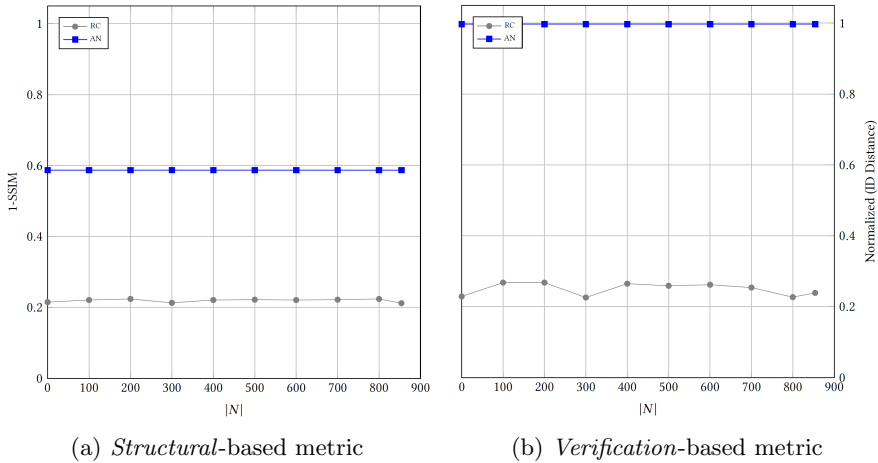 RC
AN
1
0.8
0.6
0.4
0.2
0
1-SSIM
0 100 200 300 400 500 600 700 800 900
|N|
(a) Structural-based metric
RC
AN
1
0.8
0.6
0.4
0.2
0
Normalized (ID Distance)
0 100 200 300 400 500 600 700 800 900
|N|
(b) Verification-based metric